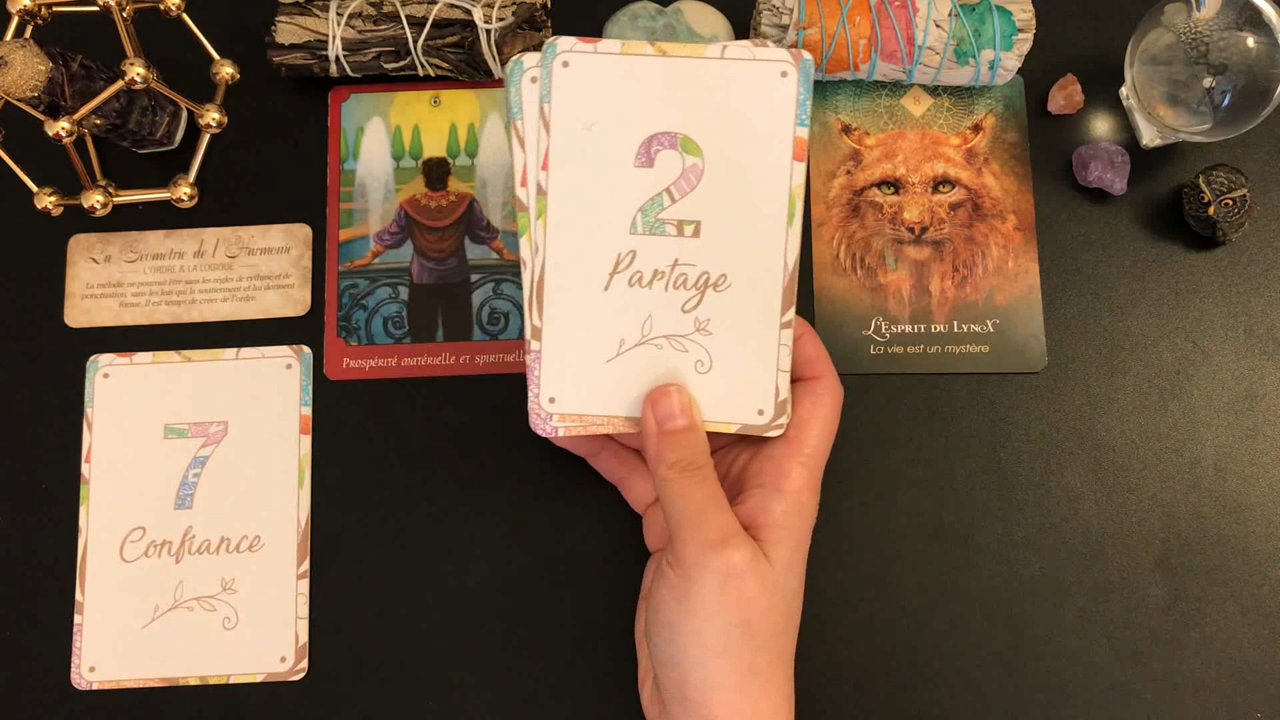 La Géométrie de l'Harmonie
L'ORDRE & LA LOGIQUE
La mélodie ne pourrait être sans les règles de rythme et de
ponctuation, sans les lois qui la soutiennent et lui donnent
forme. Il est temps de créer de l'ordre.
7
Confiance
6
Prospérité matérielle et spirituelle
2
Partage
8
L'ESPRIT DU LYNX
La vie est un mystère